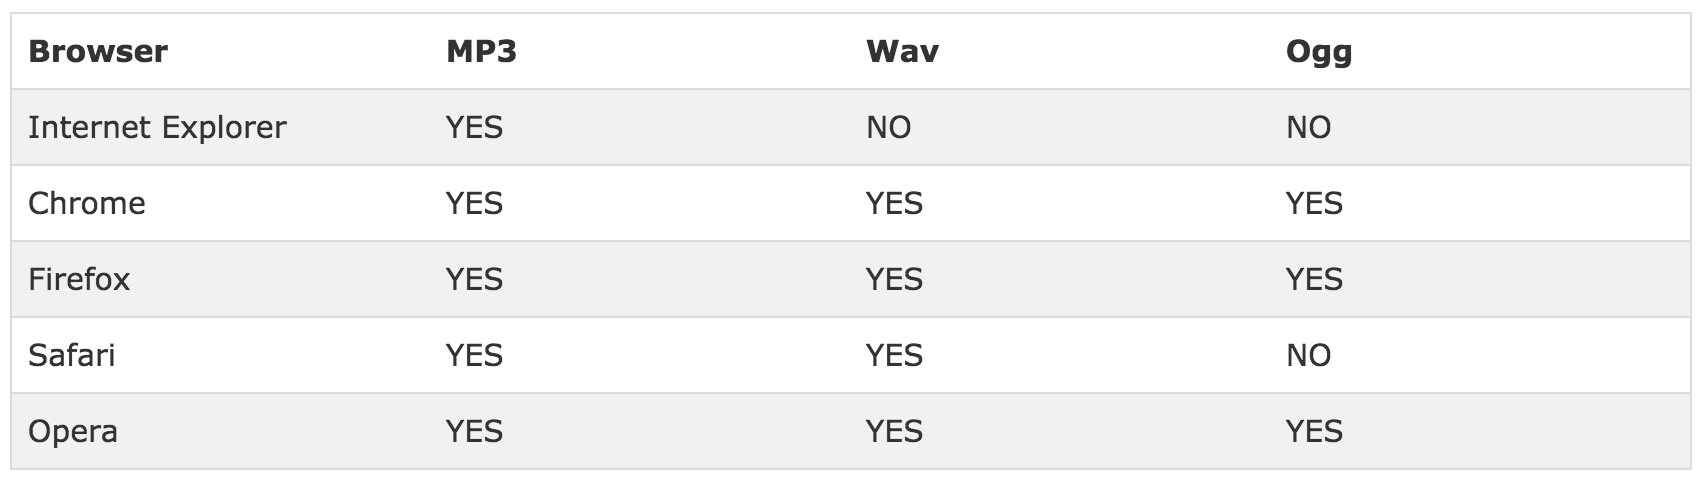 Browser MP3 Wav Ogg
Internet Explorer YES NO NO
Chrome YES YES YES
Firefox YES YES YES
Safari YES YES NO
Opera YES YES YES